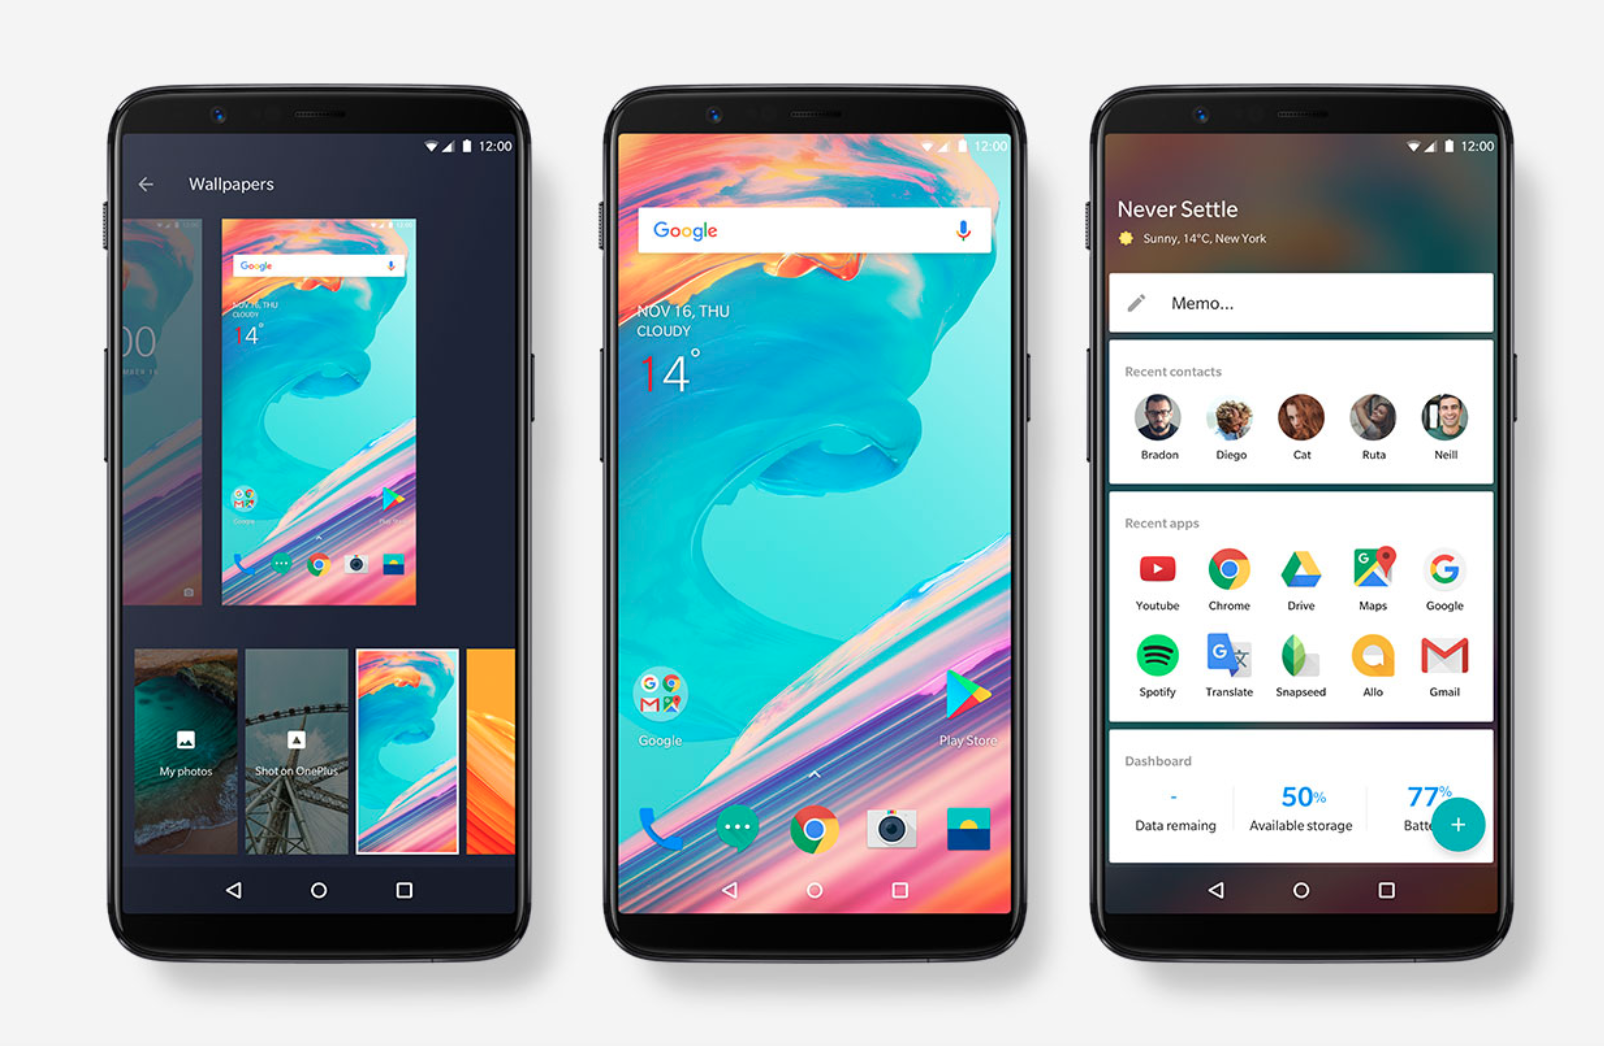 12:00
Wallpapers
Google
NOV 16, THU
CLOUDY
14°
00
Google
My photos
Shot on OnePlus
12:00
Google
NOV 16, THU
CLOUDY
14°
Google
Play Store
12:00
Never Settle
Sunny, 14°C, New York
Memo...
Recent contacts
Bradon Diego Cat Ruta Neill
Recent apps
Youtube Chrome Drive Maps Google
Spotify Translate Snapseed Allo Gmail
Dashboard
- 50% 77%
Data remaing Available storage